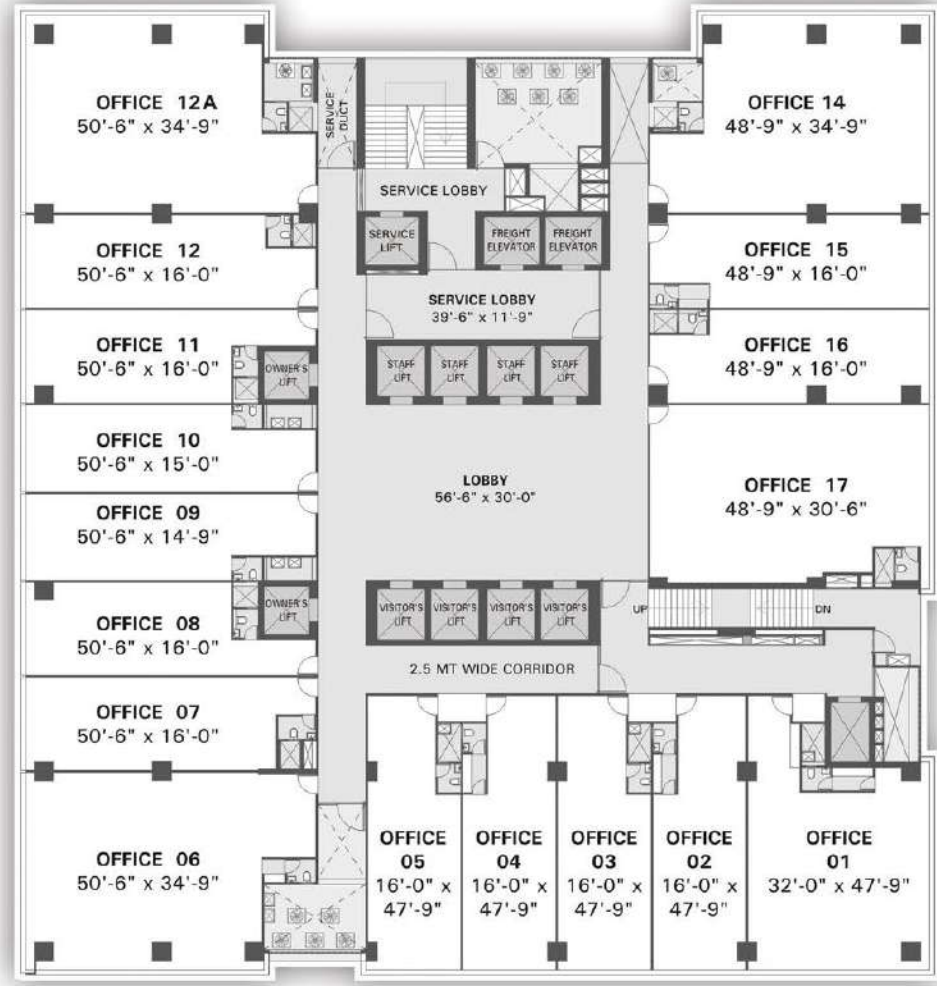 OFFICE 12A
50'-6" x 34'-9"
SERVICE
DUCT
OFFICE 14
48'-9" x 34'-9"
SERVICE LOBBY
OFFICE 12
50'-6" x 16'-0"
SERVICE
LIFT
FREIGHT
ELEVATOR
FREIGHT
ELEVATOR
OFFICE 15
48'-9" x 16'-0"
SERVICE LOBBY
39'-6" x 11'-9"
OFFICE 11
50'-6" x 16'-0"
OWNER'S
LIFT
STAFF
LIFT
STAFF
LIFT
STAFF
LIFT
STAFF
LIFT
OFFICE 16
48'-9" x 16'-0"
OFFICE 10
50'-6" x 15'-0"
LOBBY
56'-6" x 30'-0"
OFFICE 17
48'-9" x 30'-6"
OFFICE 09
50'-6" x 14'-9"
OFFICE 08
50'-6" x 16'-0"
OWNER'S
LIFT
VISITOR'S
LIFT
VISITOR'S
LIFT
VISITOR'S
LIFT
VISITOR'S
LIFT
UP
DN
2.5 MT WIDE CORRIDOR
OFFICE 07
50'-6" x 16'-0"
OFFICE 06
50'-6" x 34'-9"
OFFICE
05
16'-0" x
47'-9"
OFFICE
04
16'-0" x
47'-9"
OFFICE
03
16'-0" x
47'-9"
OFFICE
02
16'-0" x
47'-9"
OFFICE
01
32'-0" x 47'-9"